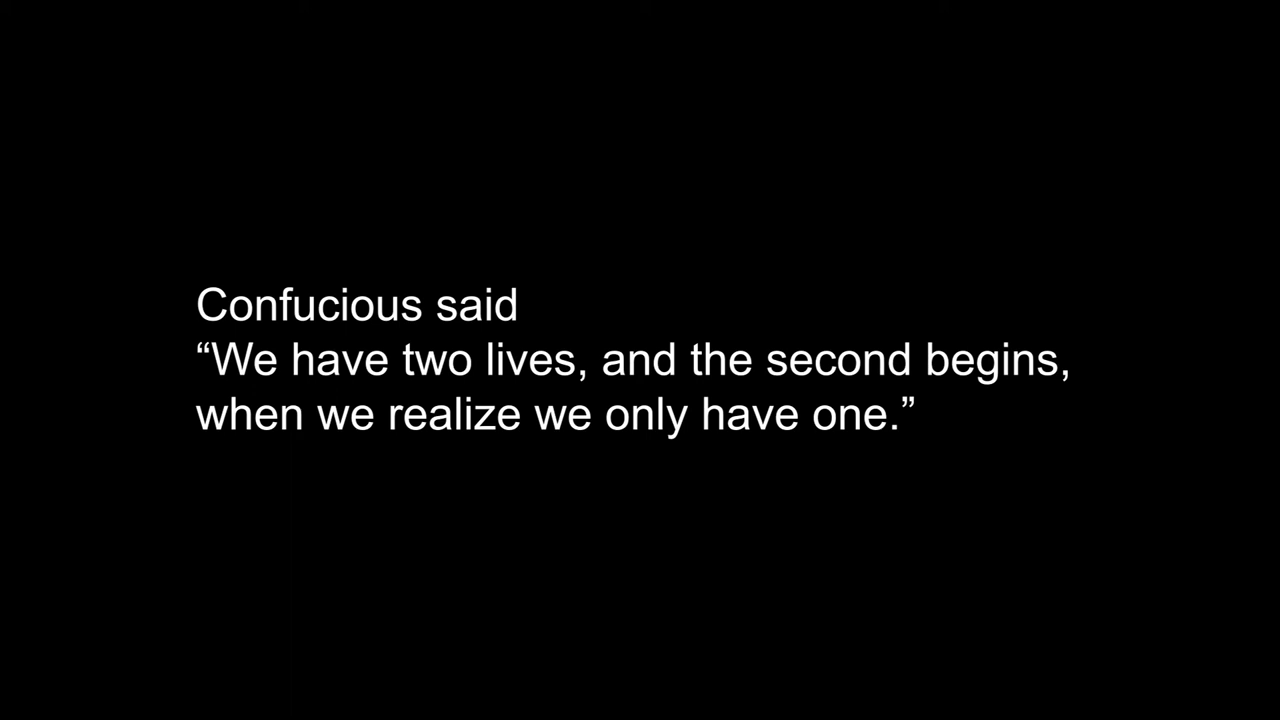 Confucious said
“We have two lives, and the second begins,
when we realize we only have one.”